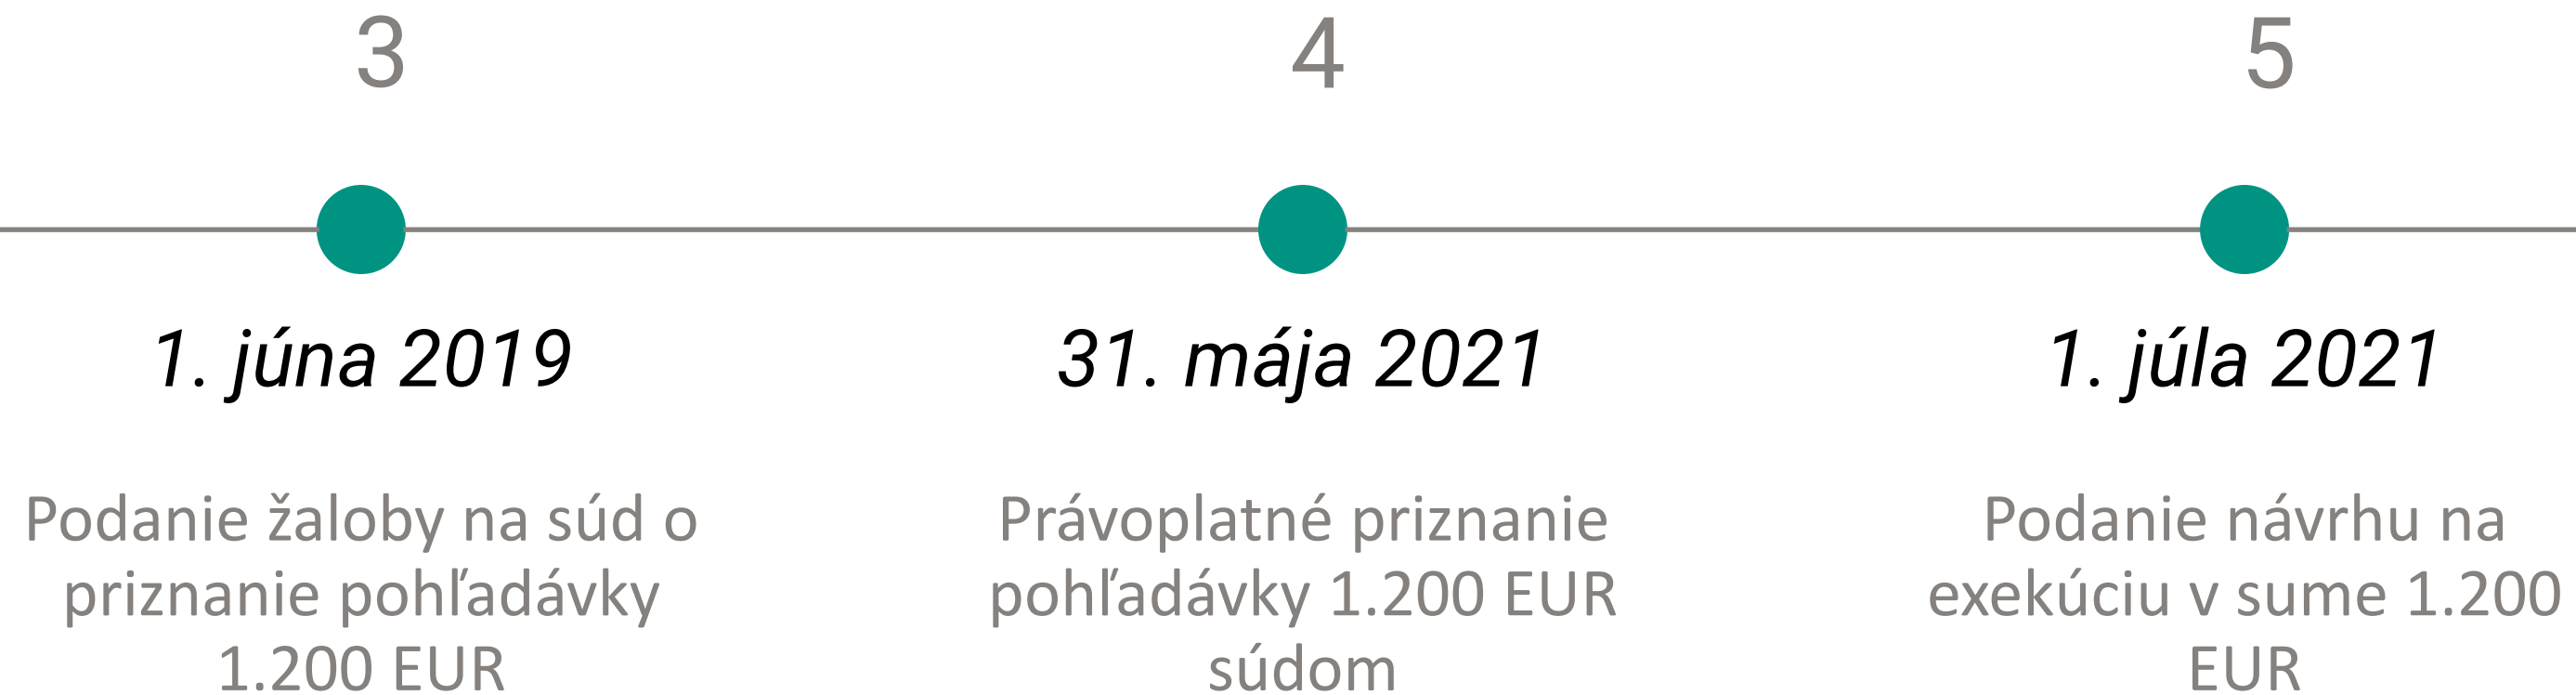 3
4
5
1. júna 2019
31. mája 2021
1. júla 2021
Podanie žaloby na súd o
priznanie pohľadávky
1.200 EUR
Právoplatné priznanie
pohľadávky 1.200 EUR
súdom
Podanie návrhu na
exekúciu v sume 1.200
EUR